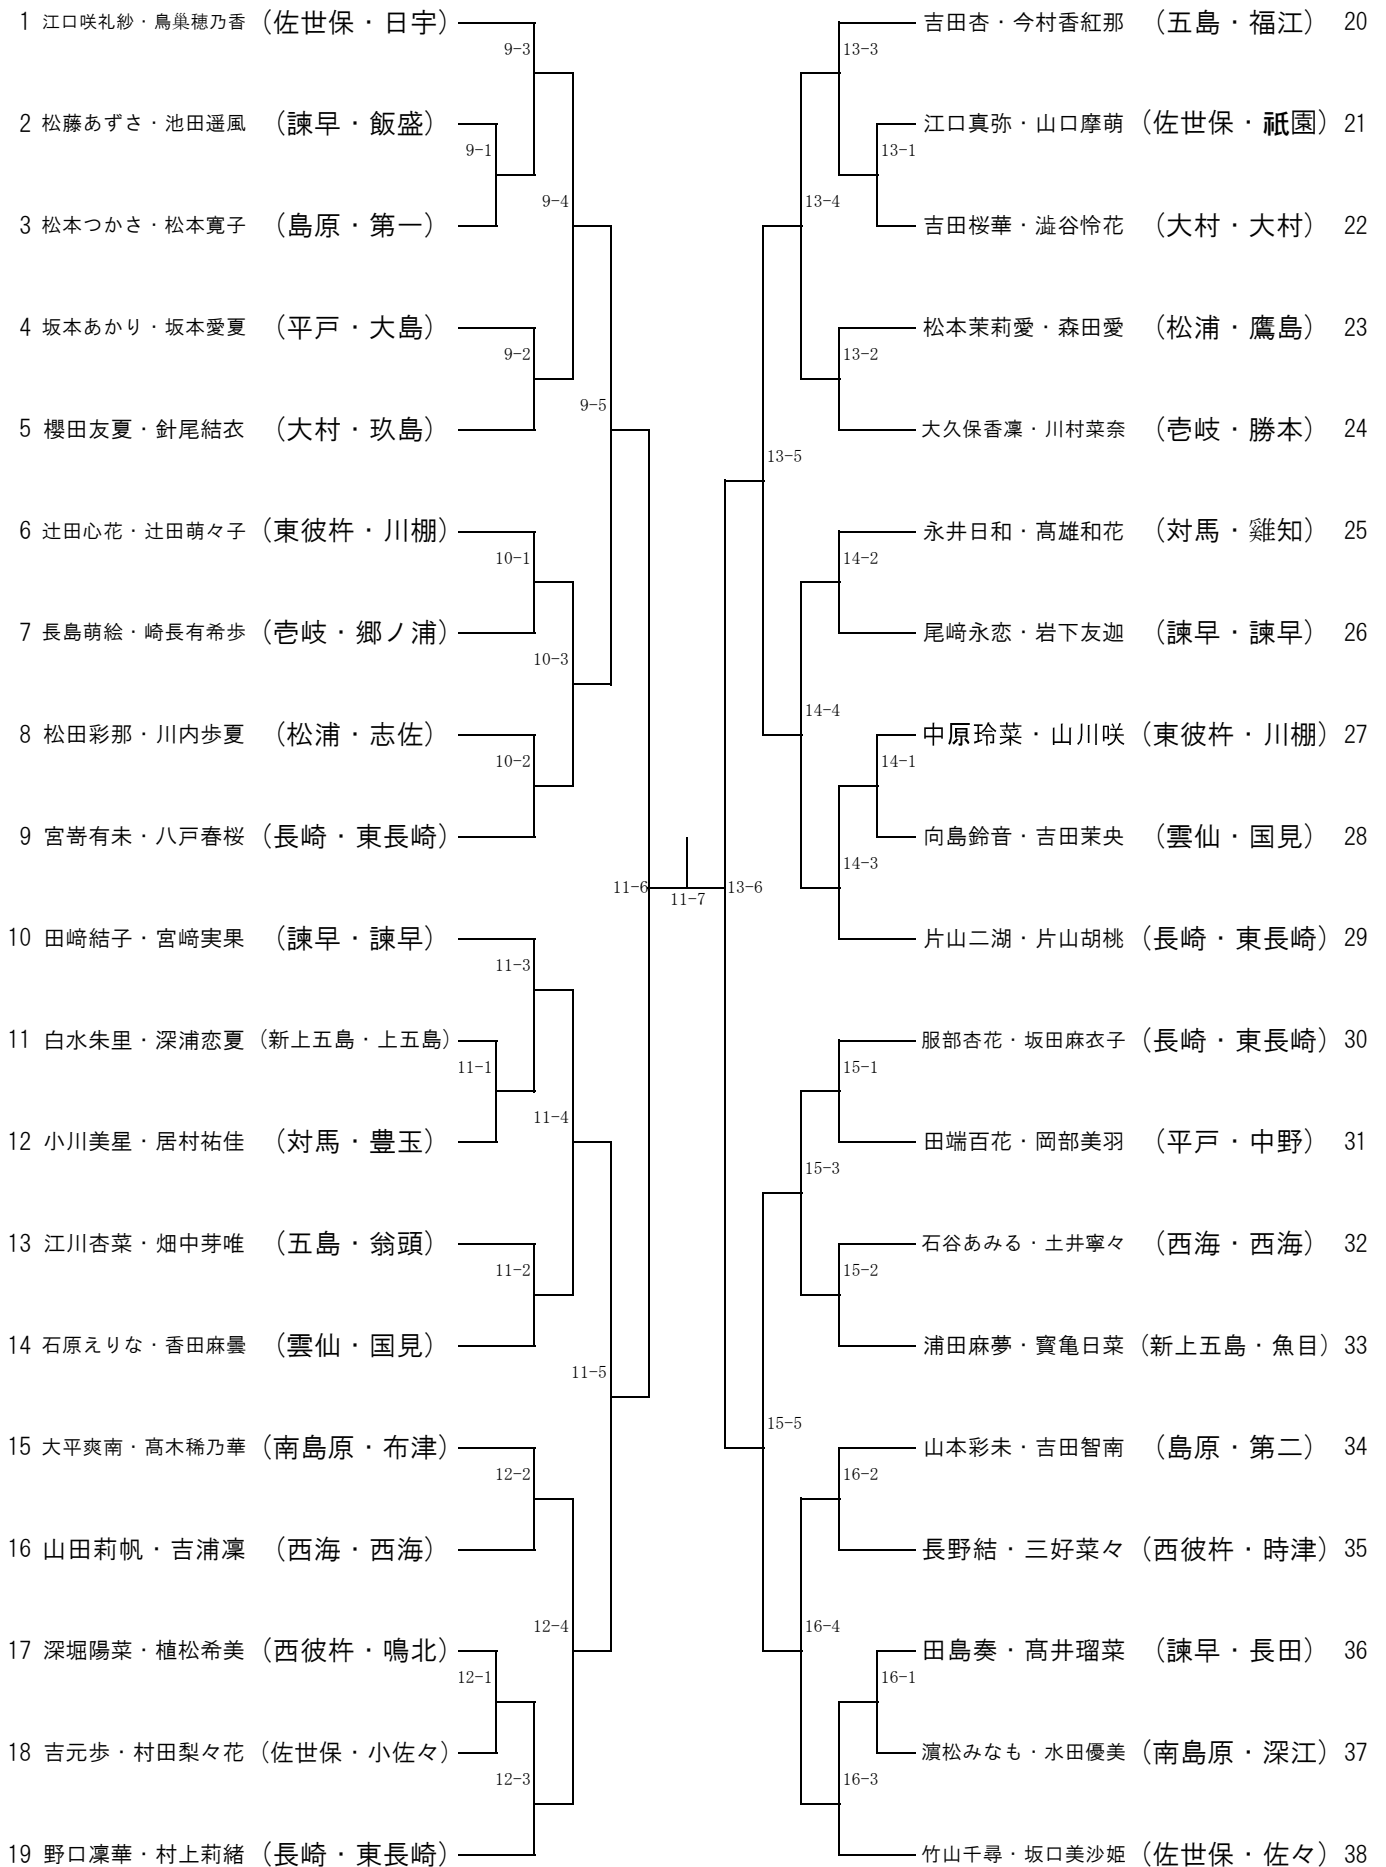 1 江口咲礼紗・鳥巣穂乃香 (佐世保・日宇)
9-3
2 松藤あずさ・池田遥風 (諫早・飯盛)
9-1
3 松本つかさ・松本寛子 (島原・第一)
9-4
4 坂本あかり・坂本愛夏 (平戸・大島)
9-2
5 櫻田友夏・針尾結衣 (大村・玖島)
9-5
6 辻田心花・辻田萌々子 (東彼杵・川棚)
10-1
7 長島萌絵・崎長有希歩 (壱岐・郷ノ浦)
10-3
8 松田彩那・川内歩夏 (松浦・志佐)
10-2
9 宮嵜有未・八戸春桜 (長崎・東長崎)
11-6
10 田﨑結子・宮﨑実果 (諫早・諫早)
11-3
11 白水朱里・深浦恋夏 (新上五島・上五島)
11-1
12 小川美星・居村祐佳 (対馬・豊玉)
11-4
13 江川杏菜・畑中芽唯 (五島・翁頭)
11-2
14 石原えりな・香田麻曇 (雲仙・国見)
11-5
15 大平爽南・髙木稀乃華 (南島原・布津)
12-2
16 山田莉帆・吉浦凜 (西海・西海)
12-4
17 深堀陽菜・植松希美 (西彼杵・鳴北)
12-1
18 吉元歩・村田梨々花 (佐世保・小佐々)
12-3
19 野口凜華・村上莉緒 (長崎・東長崎)
11-7
吉田杏・今村香紅那 (五島・福江) 20
13-3
江口真弥・山口摩萌 (佐世保・祇園) 21
13-1
吉田桜華・澁谷怜花 (大村・大村) 22
13-4
松本茉莉愛・森田愛 (松浦・鷹島) 23
13-2
大久保香凜・川村菜奈 (壱岐・勝本) 24
13-5
永井日和・髙雄和花 (対馬・雞知) 25
14-2
尾﨑永恋・岩下友迦 (諫早・諫早) 26
14-4
中原玲菜・山川咲 (東彼杵・川棚) 27
14-1
向島鈴音・吉田茉央 (雲仙・国見) 28
14-3
13-6
片山二湖・片山胡桃 (長崎・東長崎) 29
服部杏花・坂田麻衣子 (長崎・東長崎) 30
15-1
田端百花・岡部美羽 (平戸・中野) 31
15-3
石谷あみる・土井寧々 (西海・西海) 32
15-2
浦田麻夢・寳亀日菜 (新上五島・魚目) 33
15-5
山本彩未・吉田智南 (島原・第二) 34
16-2
長野結・三好菜々 (西彼杵・時津) 35
16-4
田島奏・髙井瑠菜 (諫早・長田) 36
16-1
濵松みなも・水田優美 (南島原・深江) 37
16-3
竹山千尋・坂口美沙姫 (佐世保・佐々) 38